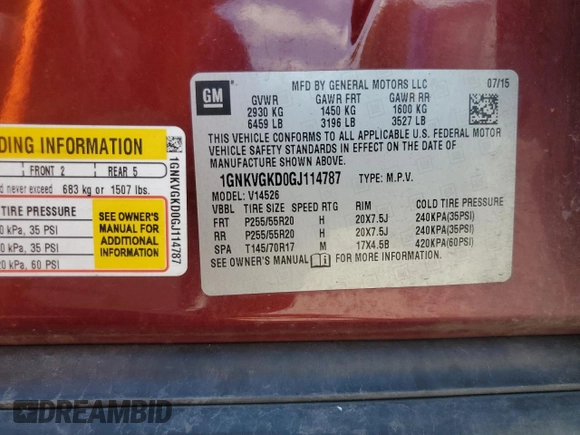 GM
MFD BY GENERAL MOTORS LLC 07/15
GVWR GAWR FRT GAWR RR
2930 KG 1450 KG 1600 KG
6459 LB 3196 LB 3527 LB
THIS VEHICLE CONFORMS TO ALL APPLICABLE U.S. FEDERAL MOTOR
VEHICLE SAFETY STANDARDS IN EFFECT ON THE DATE OF
MANUFACTURE SHOWN ABOVE.
1GNKVGKD0GJ114787 TYPE: M.P.V.
MODEL: V14526
VBBL TIRE SIZE SPEED RTG RIM COLD TIRE PRESSURE
FRT P255/55R20 H 20X7.5J 240KPA(35PSI)
RR P255/55R20 H 20X7.5J 240KPA(35PSI)
SPA T145/70R17 M 17X4.5B 420KPA(60PSI)
SEE OWNER'S MANUAL i FOR MORE INFORMATION.
DING INFORMATION
FRONT 2 REAR 5
never exceed 683 kg or 1507 lbs.
TIRE PRESSURE
kPa, 35 PSI
kPa, 35 PSI
kPa, 60 PSI
SEE OWNER'S
MANUAL FOR
ADDITIONAL
INFORMATION
1GNKVGKD0GJ114787
DREAMBID